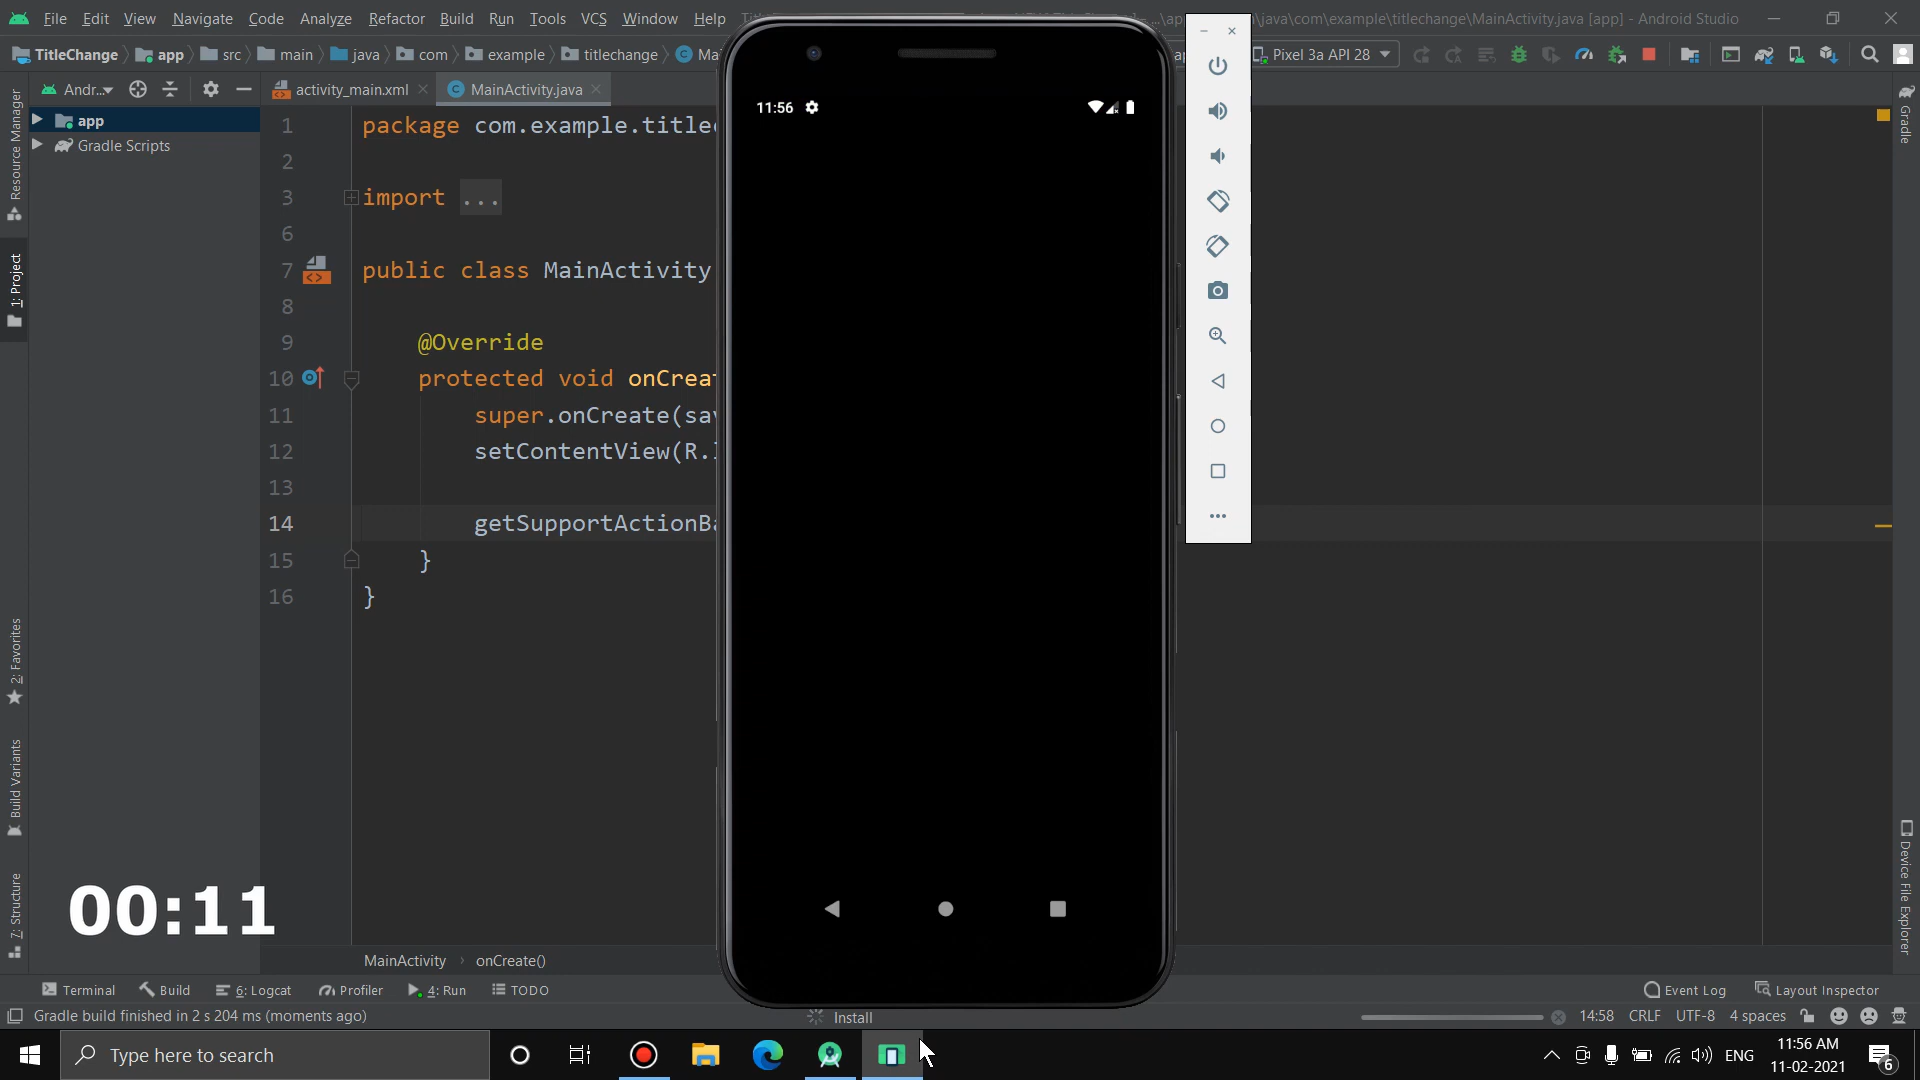 File Edit View Navigate Code Analyze Refactor Build Run Tools VCS Window Help
\java\com\example\titlechange\MainActivity.java [app] - Android Studio
TitleChange app src main java com example titlechange
Pixel 3a API 28
Andr...
activity_main.xml
MainActivity.java
app
Gradle Scripts
Resource Manager
1: Project
2: Favorites
Build Variants
7: Structure
1 package com.example.titlec
2
3 import ...
6
7 public class MainActivity
8
9 @Override
10 protected void onCreat
11 super.onCreate(sav
12 setContentView(R.l
13
14 getSupportActionBa
15 }
16 }
11:56
Gradle
Device File Explorer
00:11
MainActivity onCreate()
Terminal Build 6: Logcat Profiler 4: Run TODO
Event Log Layout Inspector
Gradle build finished in 2 s 204 ms (moments ago)
Install
14:58 CRLF UTF-8 4 spaces
Type here to search
ENG
11:56 AM
11-02-2021
6